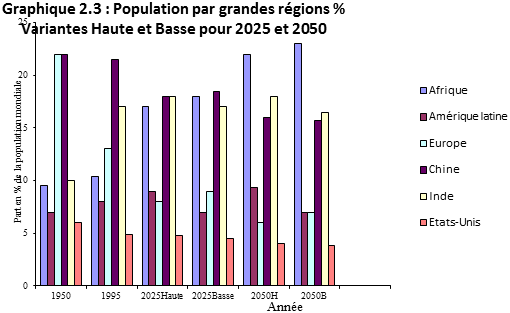 Graphique 2.3 : Population par grandes régions %
Variantes Haute et Basse pour 2025 et 2050
25
20
15
10
5
0
Part en % de la population mondiale
1950
1995
2025Haute
2025Basse
2050H
2050B
Année
Afrique
Amérique latine
Europe
Chine
Inde
Etats-Unis